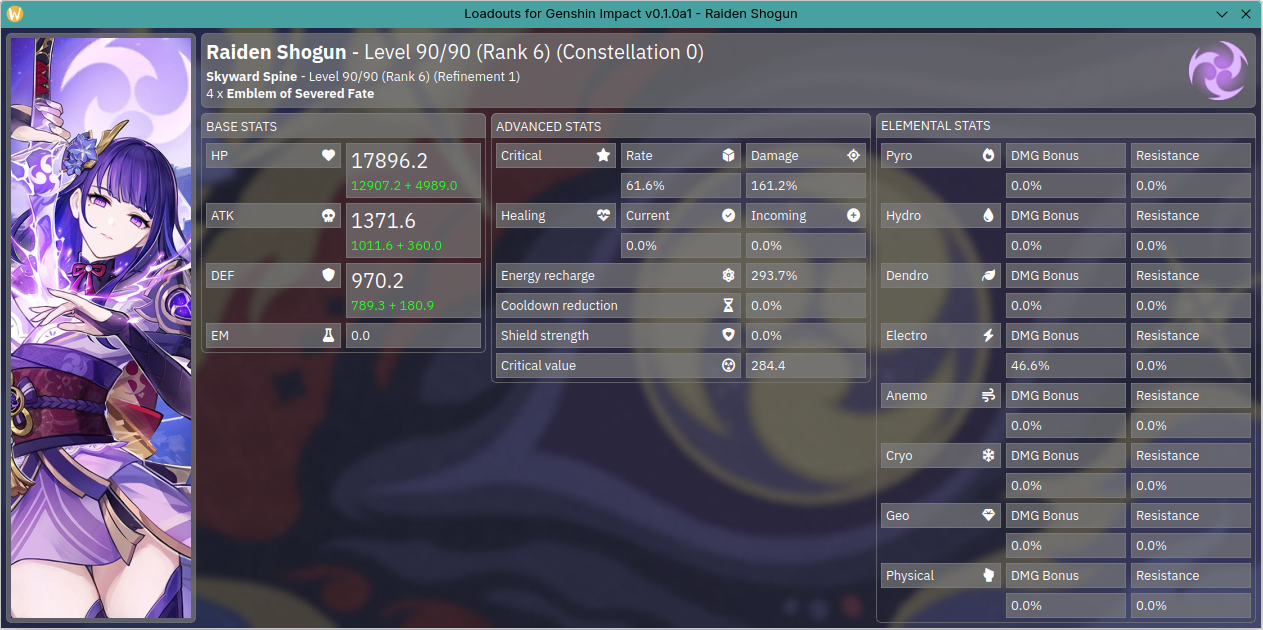 Loadouts for Genshin Impact v0.1.0a1 - Raiden Shogun
Raiden Shogun - Level 90/90 (Rank 6) (Constellation 0)
Skyward Spine - Level 90/90 (Rank 6) (Refinement 1)
4 x Emblem of Severed Fate
BASE STATS
HP
17896.2
12907.2 + 4989.0
ATK
1371.6
1011.6 + 360.0
DEF
970.2
789.3 + 180.9
EM
0.0
ADVANCED STATS
Critical Rate Damage
61.6% 161.2%
Healing Current Incoming
0.0% 0.0%
Energy recharge 293.7%
Cooldown reduction 0.0%
Shield strength 0.0%
Critical value 284.4
ELEMENTAL STATS
Pyro DMG Bonus Resistance
0.0% 0.0%
Hydro DMG Bonus Resistance
0.0% 0.0%
Dendro DMG Bonus Resistance
0.0% 0.0%
Electro DMG Bonus Resistance
46.6% 0.0%
Anemo DMG Bonus Resistance
0.0% 0.0%
Cryo DMG Bonus Resistance
0.0% 0.0%
Geo DMG Bonus Resistance
0.0% 0.0%
Physical DMG Bonus Resistance
0.0% 0.0%